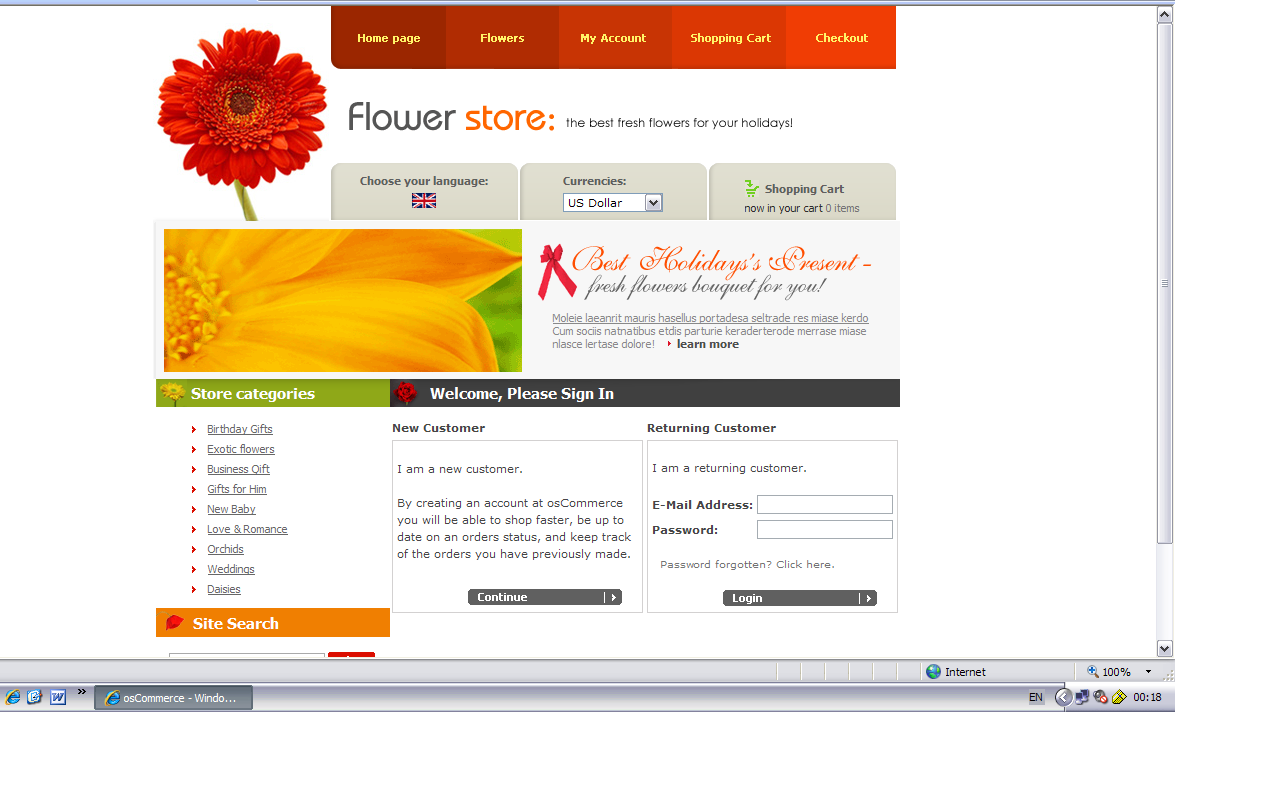 Home page
Flowers
My Account
Shopping Cart
Checkout
Flower store: the best fresh flowers for your holidays!
Choose your language:
Currencies:
US Dollar
Shopping Cart
now in your cart 0 items
Best Holidays's Present -
fresh flowers bouquet for you!
Moleie laeanrit mauris hasellus portadesa seltrade res miase kerdo
Cum sociis natnatibus etdis parturie keraderterode merrase miase
nlasce lertase dolore! learn more
Store categories
Birthday Gifts
Exotic flowers
Business Qift
Gifts for Him
New Baby
Love & Romance
Orchids
Weddings
Daisies
Site Search
Welcome, Please Sign In
New Customer
I am a new customer.
By creating an account at osCommerce
you will be able to shop faster, be up to
date on an orders status, and keep track
of the orders you have previously made.
Continue
Returning Customer
I am a returning customer.
E-Mail Address:
Password:
Password forgotten? Click here.
Login
Internet
100%
osCommerce - Windo...
EN
00:18